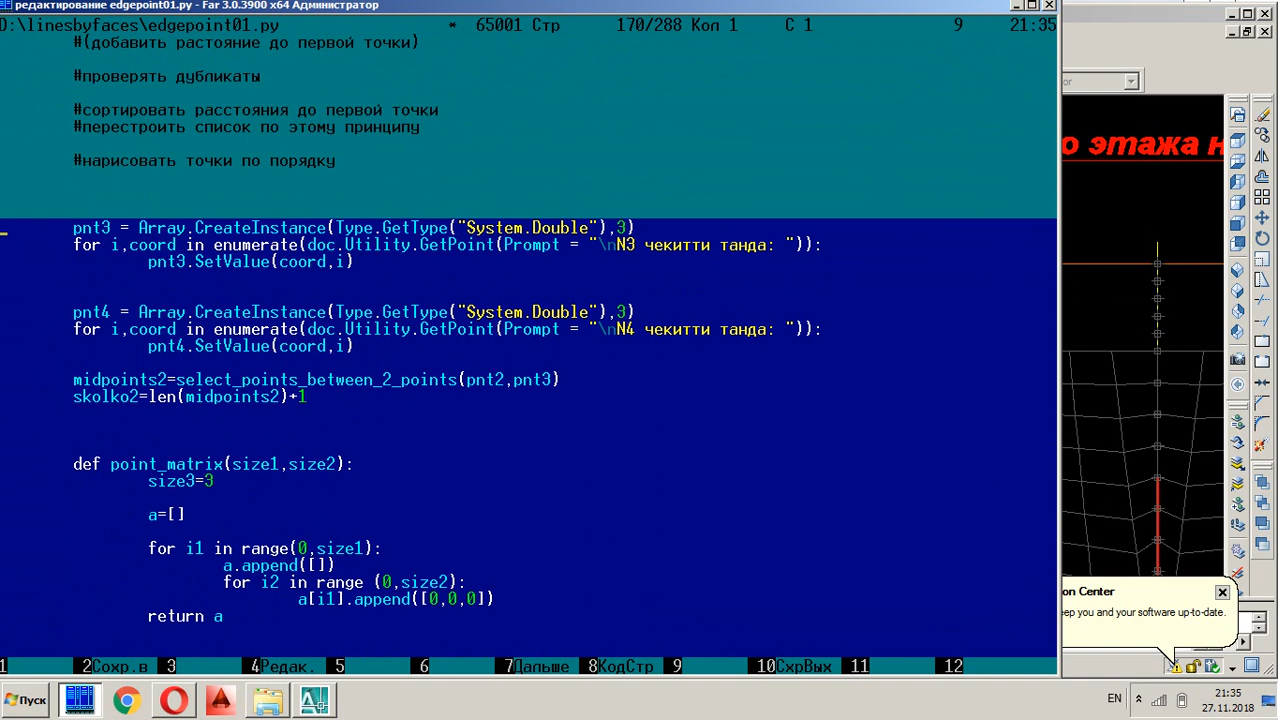 редактирование edgepoint01.py - Far 3.0.3900 x64 Администратор
D:\linesbyfaces\edgepoint01.py * 65001 Стр 170/288 Кол 1 С 1 9 21:35
#(добавить растояние до первой точки)
#проверять дубликаты
#сортировать расстояния до первой точки
#перестроить список по этому принципу
#нарисовать точки по порядку
pnt3 = Array.CreateInstance(Type.GetType("System.Double"),3)
for i,coord in enumerate(doc.Utility.GetPoint(Prompt = "\nN3 чекитти танда: ")):
pnt3.SetValue(coord,i)
pnt4 = Array.CreateInstance(Type.GetType("System.Double"),3)
for i,coord in enumerate(doc.Utility.GetPoint(Prompt = "\nN4 чекитти танда: ")):
pnt4.SetValue(coord,i)
midpoints2=select_points_between_2_points(pnt2,pnt3)
skolko2=len(midpoints2)+1
def point_matrix(size1,size2):
size3=3
a=[]
for i1 in range(0,size1):
a.append([])
for i2 in range (0,size2):
a[i1].append([0,0,0])
return a
1 2Сохр.в 3 4Редак. 5 6 7Дальше 8КодСтр 9 10СхрВых 11 12
or
о этажа н
on Center
eep you and your software up-to-date.
Пуск
EN
21:35
27.11.2018